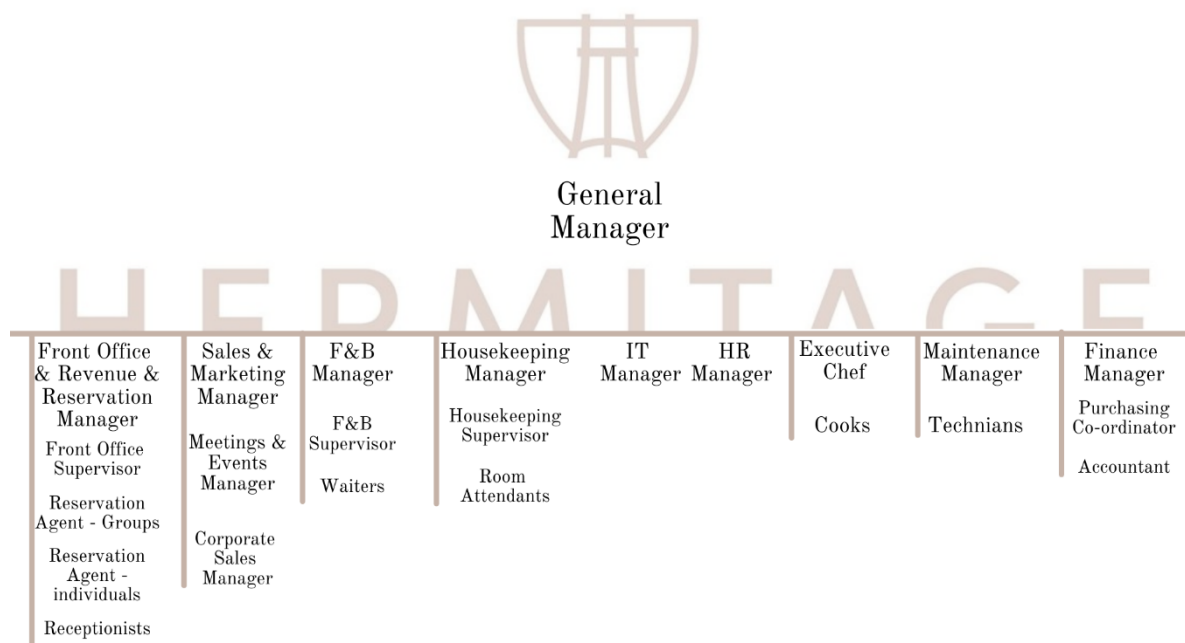 General
Manager
HERMITAGE
Front Office
& Revenue &
Reservation
Manager
Front Office
Supervisor
Reservation
Agent - Groups
Reservation
Agent -
individuals
Receptionists
Sales &
Marketing
Manager
Meetings &
Events
Manager
Corporate
Sales
Manager
F&B
Manager
F&B
Supervisor
Waiters
Housekeeping
Manager
Housekeeping
Supervisor
Room
Attendants
IT
Manager
HR
Manager
Executive
Chef
Cooks
Maintenance
Manager
Technians
Finance
Manager
Purchasing
Co-ordinator
Accountant